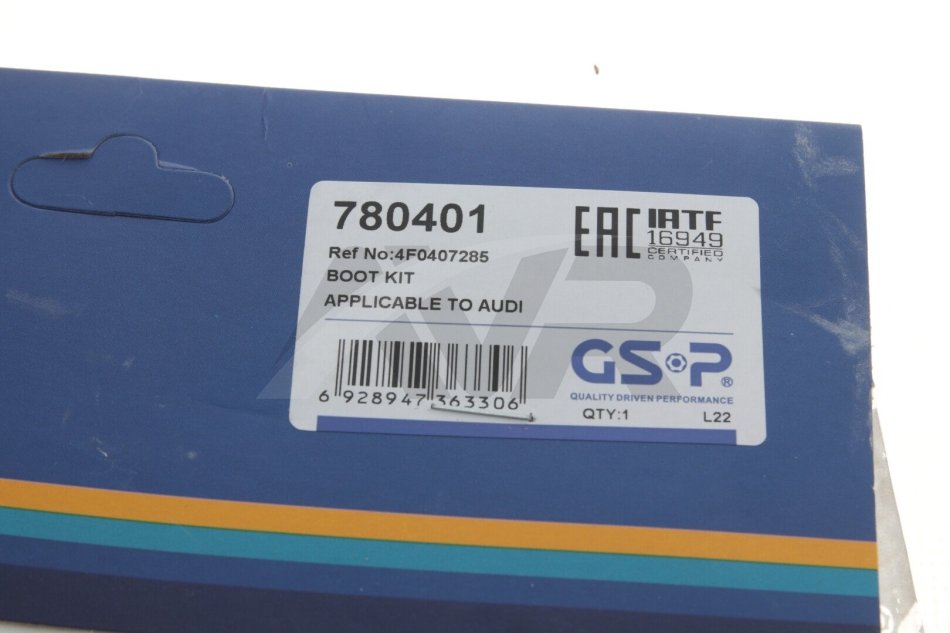 780401
Ref No:4F0407285
BOOT KIT
APPLICABLE TO AUDI
EAC
IATF
16949
CERTIFIED
COMPANY
6 928947 363306
GSP®
QUALITY DRIVEN PERFORMANCE
QTY:1 L22
AVR